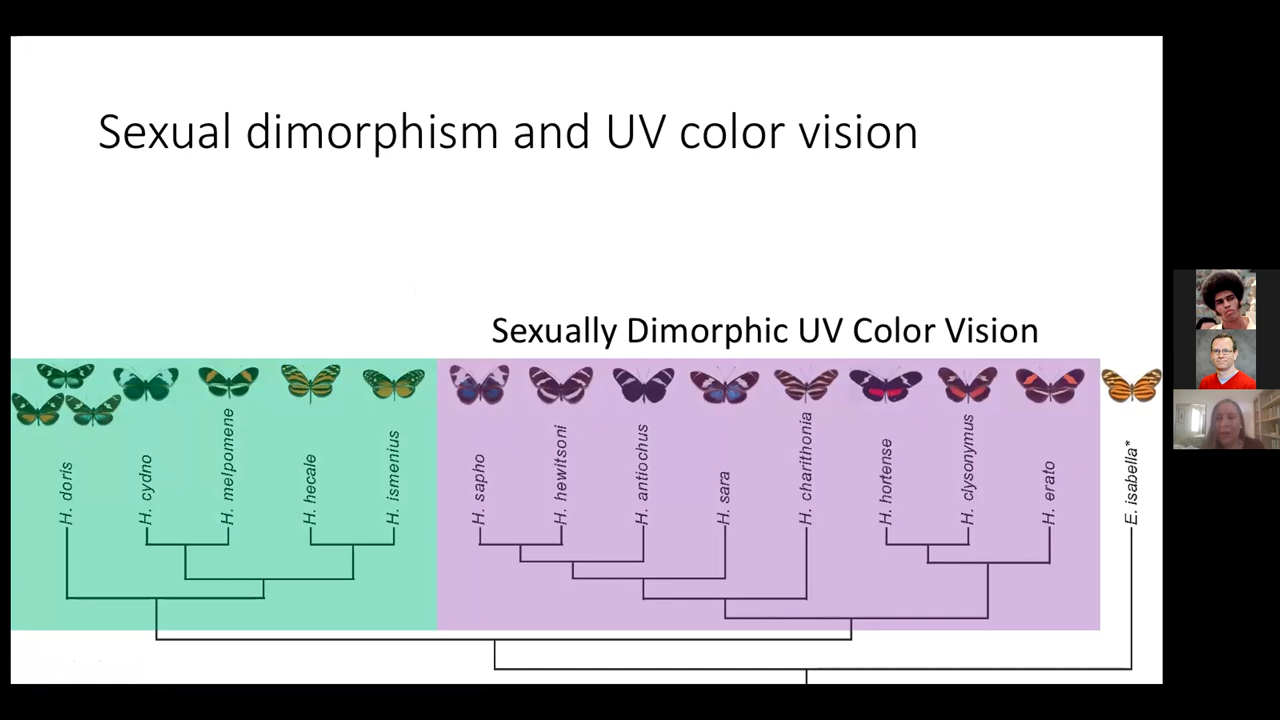 Sexual dimorphism and UV color vision
Sexually Dimorphic UV Color Vision
H. doris
H. cydno
H. melpomene
H. hecale
H. ismenius
H. sapho
H. hewitsoni
H. antiochus
H. sara
H. charithonia
H. hortense
H. clysonymus
H. erato
E. isabella*